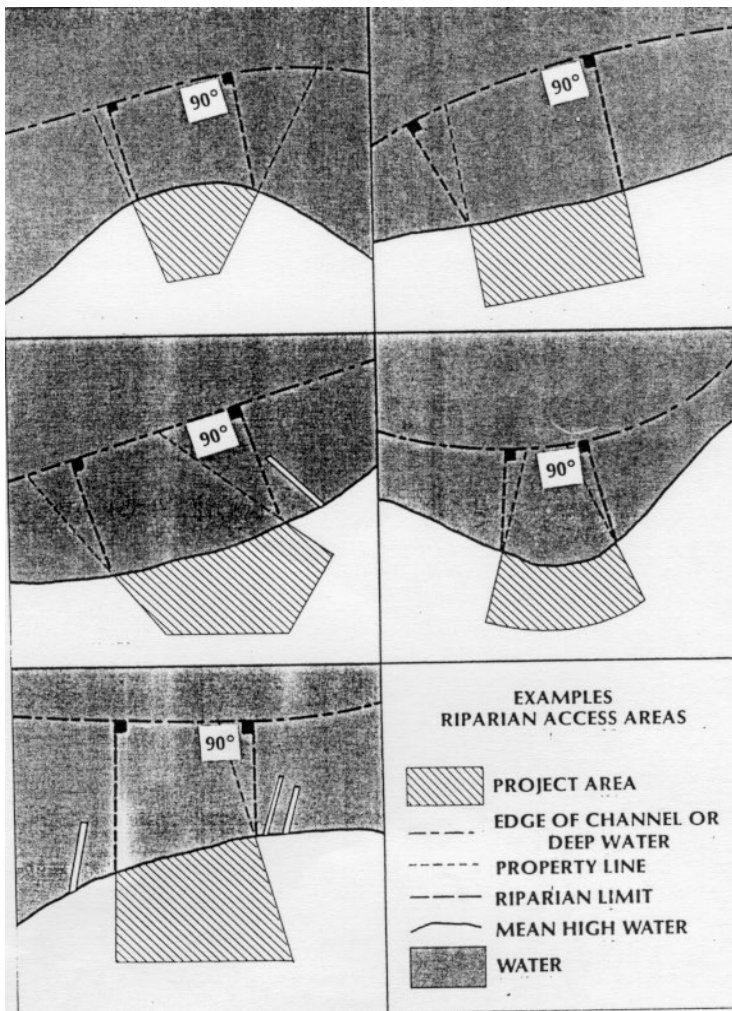 90°
90°
90°
90°
90°
EXAMPLES
RIPARIAN ACCESS AREAS
PROJECT AREA
EDGE OF CHANNEL OR
DEEP WATER
PROPERTY LINE
RIPARIAN LIMIT
MEAN HIGH WATER
WATER